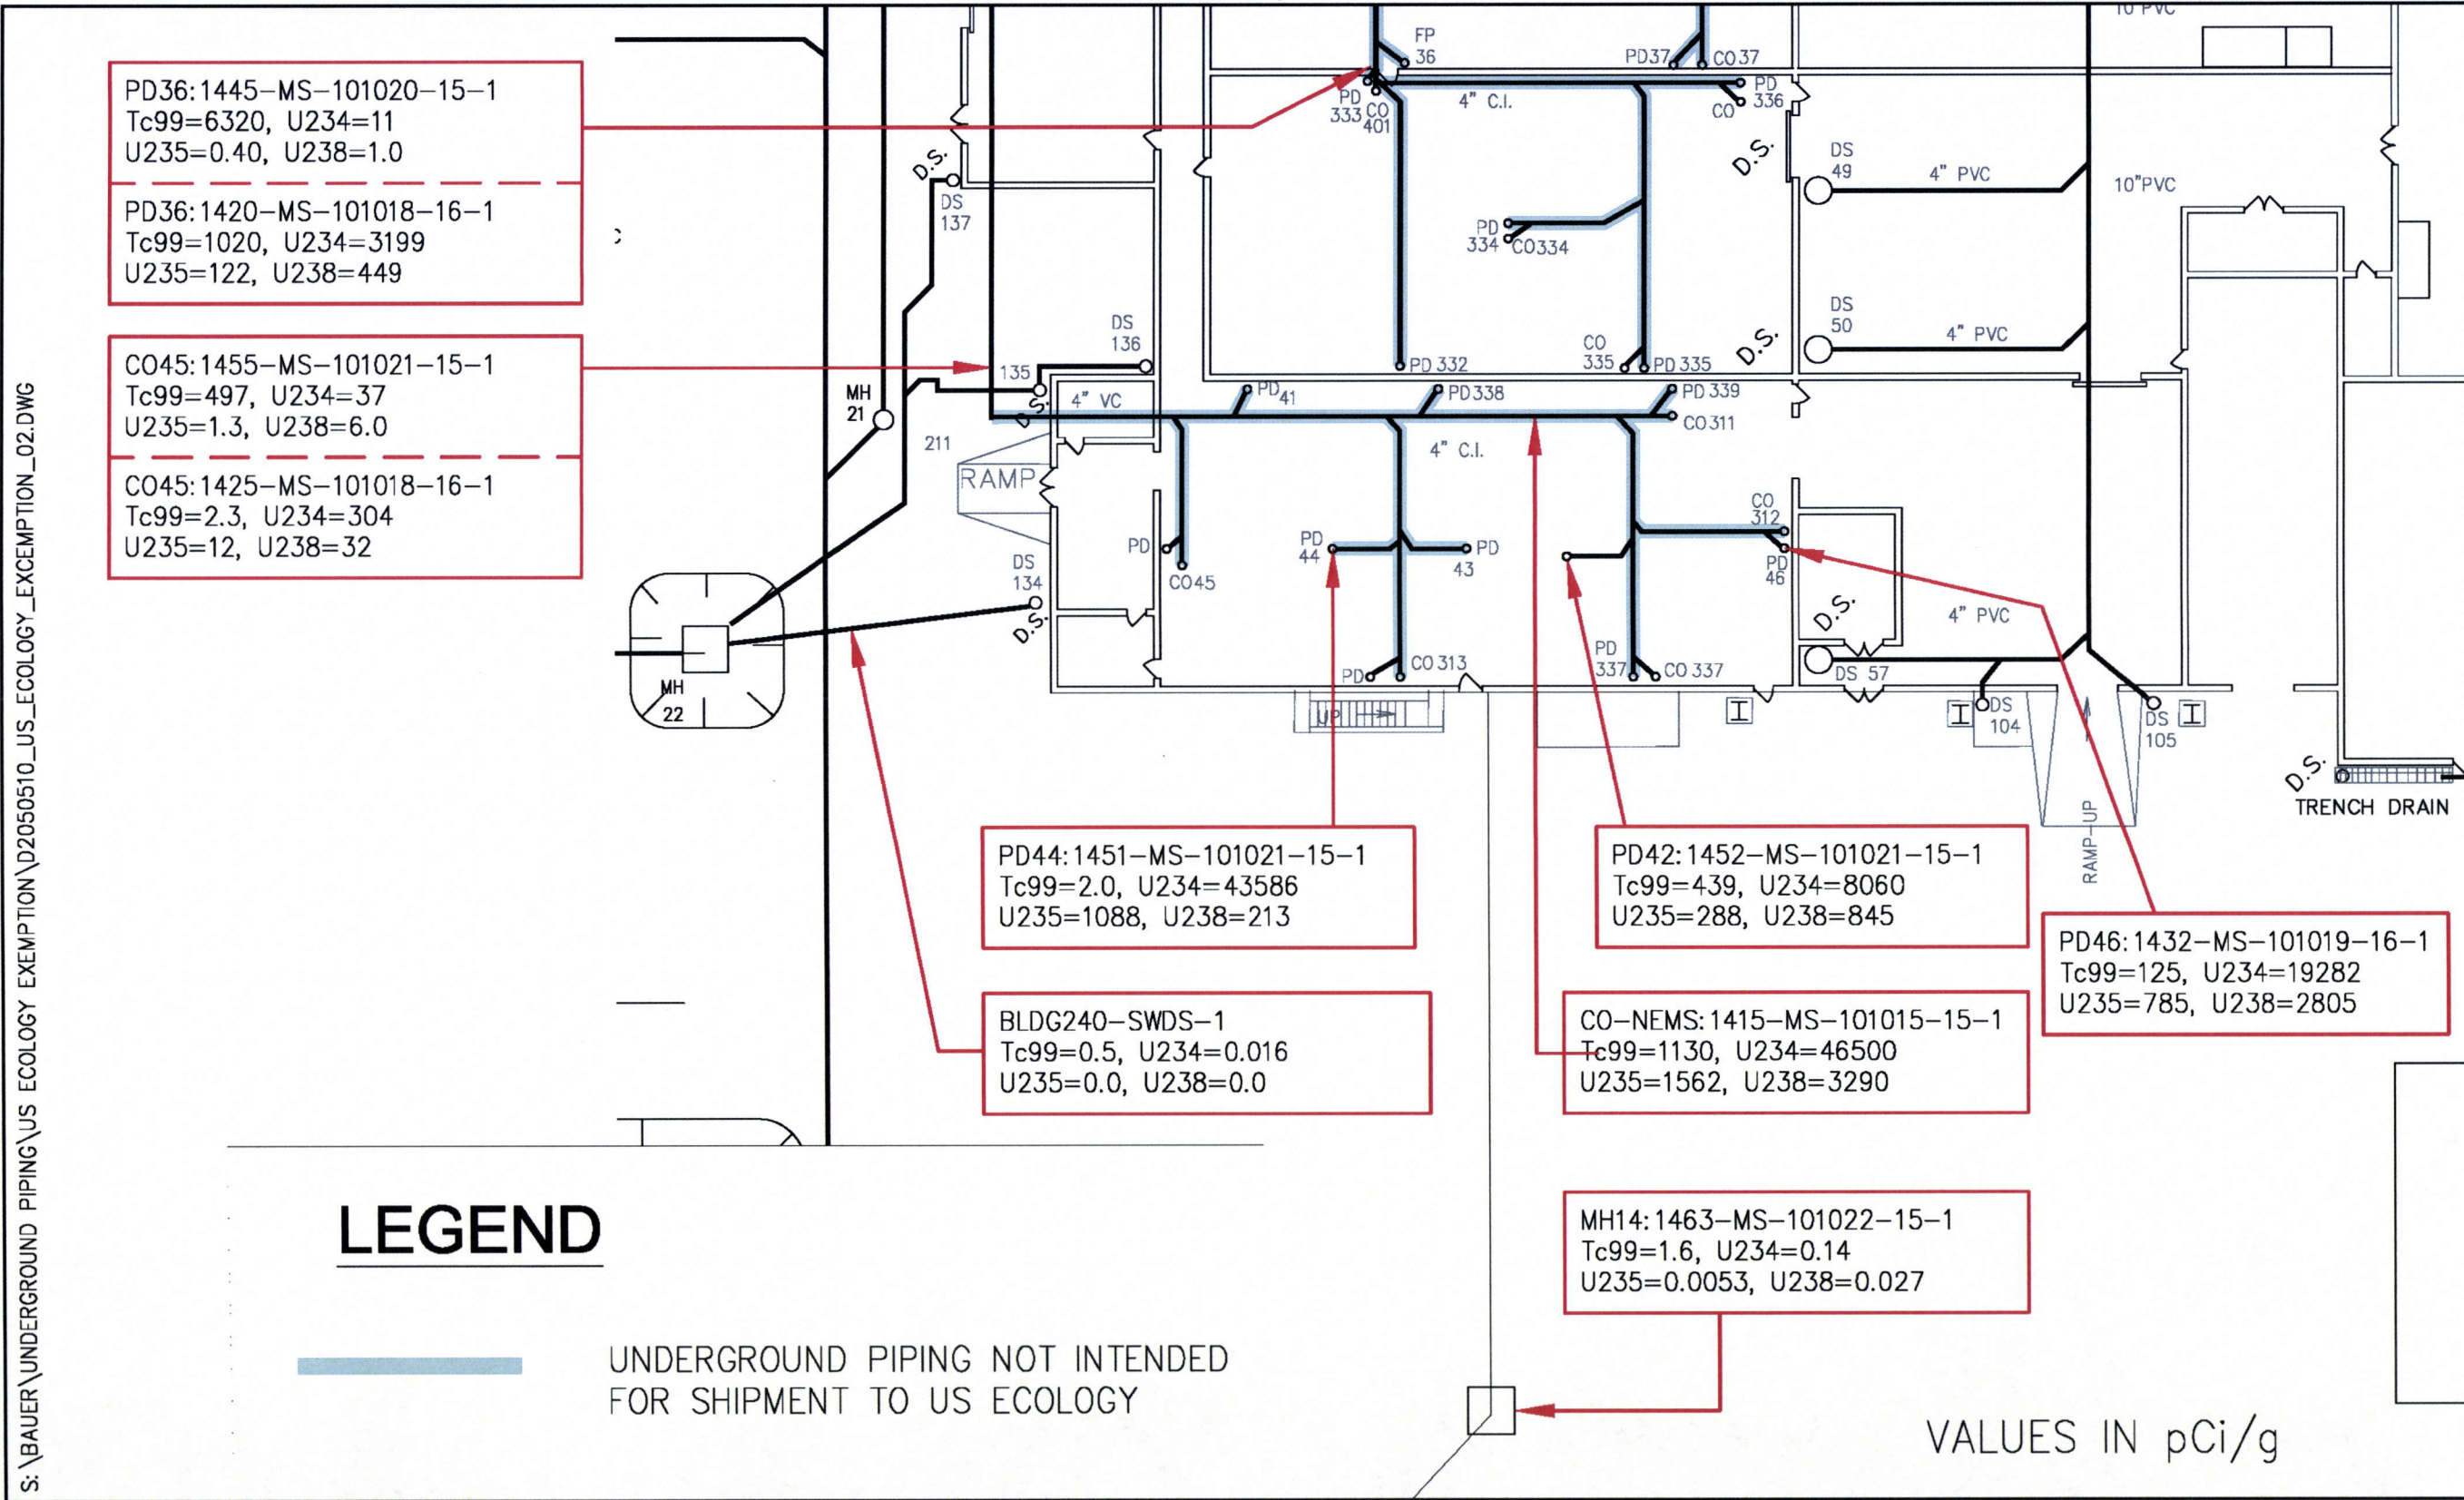 10 PVC
FP
36
PD37
CO37
PD36:1445-MS-101020-15-1
Tc99=6320, U234=11
U235=0.40, U238=1.0
PD36:1420-MS-101018-16-1
Tc99=1020, U234=3199
U235=122, U238=449
PD
333
CO
401
4" C.I.
PD
336
CO
D.S.
DS
137
D.S.
DS
49
4" PVC
10"PVC
PD
334
CO334
DS
136
DS
50
4" PVC
D.S.
CO
335
PD 335
PD 332
CO45:1455-MS-101021-15-1
Tc99=497, U234=37
U235=1.3, U238=6.0
CO45:1425-MS-101018-16-1
Tc99=2.3, U234=304
U235=12, U238=32
135
D.S.
4" VC
MH
21
PD 41
PD338
PD 339
CO311
211
4" C.I.
RAMP
CO
312
PD
CO45
PD
44
PD
43
PD
46
DS
134
D.S.
D.S.
4" PVC
PD
CO 313
PD
337
CO 337
DS 57
MH
22
UP
I
I
DS
104
DS
105
I
D.S.
TRENCH DRAIN
RAMP-UP
PD44:1451-MS-101021-15-1
Tc99=2.0, U234=43586
U235=1088, U238=213
PD42:1452-MS-101021-15-1
Tc99=439, U234=8060
U235=288, U238=845
PD46:1432-MS-101019-16-1
Tc99=125, U234=19282
U235=785, U238=2805
BLDG240-SWDS-1
Tc99=0.5, U234=0.016
U235=0.0, U238=0.0
CO-NEMS:1415-MS-101015-15-1
Tc99=1130, U234=46500
U235=1562, U238=3290
MH14:1463-MS-101022-15-1
Tc99=1.6, U234=0.14
U235=0.0053, U238=0.027
LEGEND
UNDERGROUND PIPING NOT INTENDED
FOR SHIPMENT TO US ECOLOGY
VALUES IN pCi/g
S:\BAUER\UNDERGROUND PIPING\US ECOLOGY EXEMPTION\D2050510_US_ECOLOGY_EXCEMPTION_02.DWG